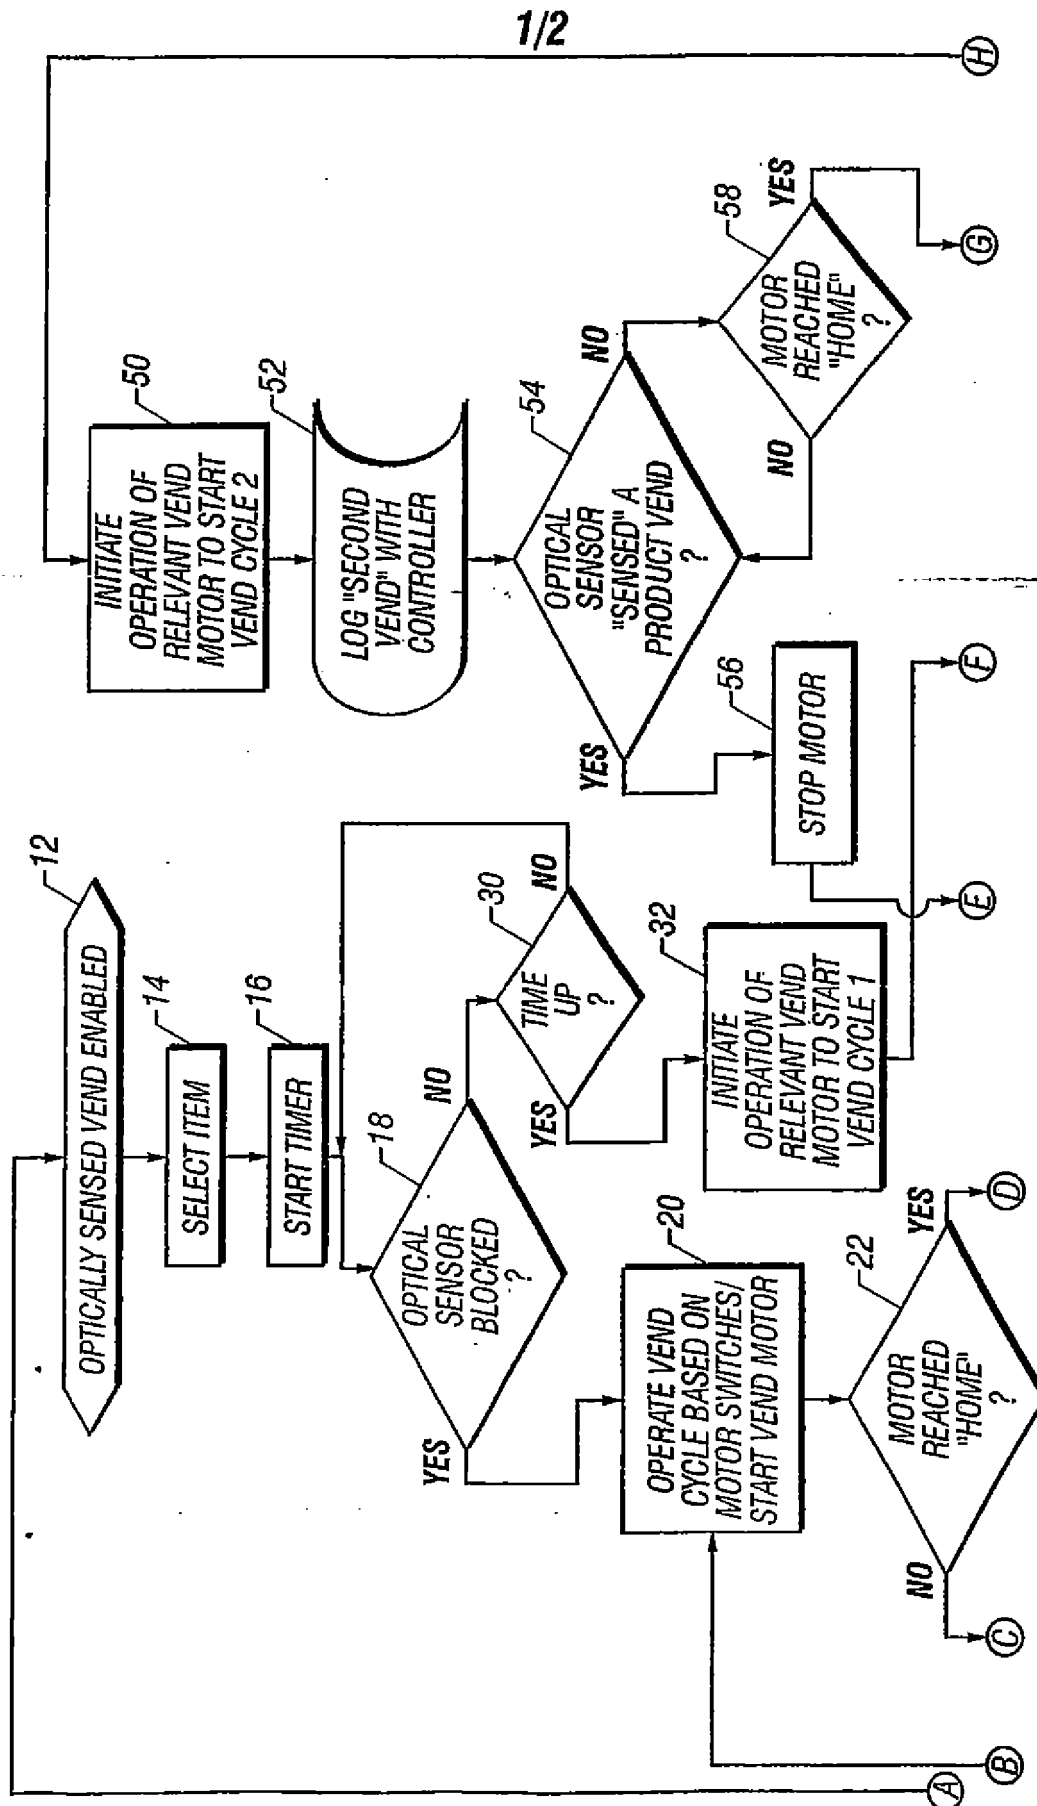 1/2
OPTICALLY SENSED VEND ENABLED
12
SELECT ITEM
14
START TIMER
16
OPTICAL
SENSOR
BLOCKED
?
18
YES
NO
TIME
UP
?
30
NO
YES
OPERATE VEND
CYCLE BASED ON
MOTOR SWITCHES/
START VEND MOTOR
20
MOTOR
REACHED
"HOME"
?
22
NO
YES
INITIATE
OPERATION OF
RELEVANT VEND
MOTOR TO START
VEND CYCLE 1
32
INITIATE
OPERATION OF
RELEVANT VEND
MOTOR TO START
VEND CYCLE 2
50
LOG "SECOND
VEND" WITH
CONTROLLER
52
OPTICAL
SENSOR
"SENSED" A
PRODUCT VEND
?
54
YES
NO
STOP MOTOR
56
MOTOR
REACHED
"HOME"
?
58
NO
YES
A
B
C
D
E
F
G
H